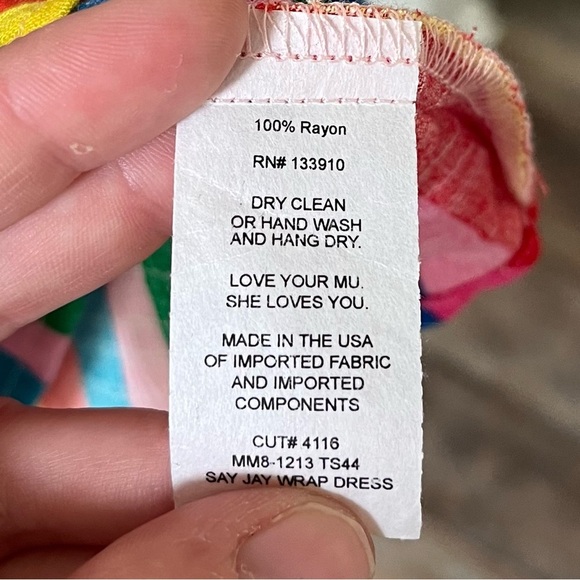 100% Rayon
RN# 133910
DRY CLEAN
OR HAND WASH
AND HANG DRY.
LOVE YOUR MU.
SHE LOVES YOU.
MADE IN THE USA
OF IMPORTED FABRIC
AND IMPORTED
COMPONENTS
CUT# 4116
MM8-1213 TS44
SAY JAY WRAP DRESS